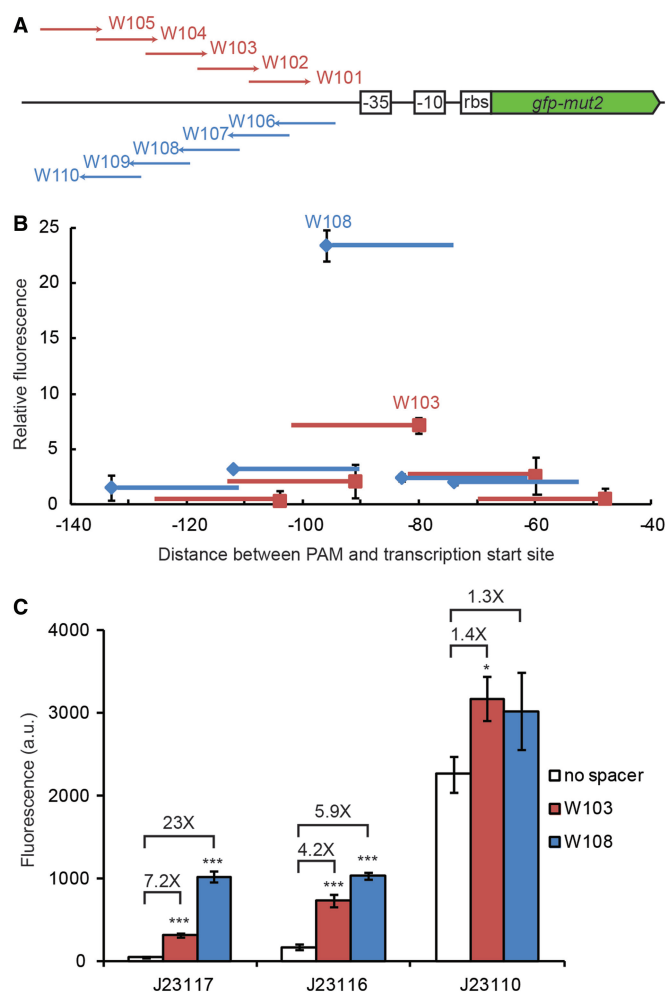 A
W105
W104
W103
W102
W101
-35
-10
rbs
gfp-mut2
W106
W107
W108
W109
W110
B
Relative fluorescence
25
20
15
10
5
0
W108
W103
-140
-120
-100
-80
-60
-40
Distance between PAM and transcription start site
C
Fluorescence (a.u.)
4000
3000
2000
1000
0
1.3X
1.4X
*
23X
7.2X
***
***
5.9X
4.2X
***
***
no spacer
W103
W108
J23117
J23116
J23110